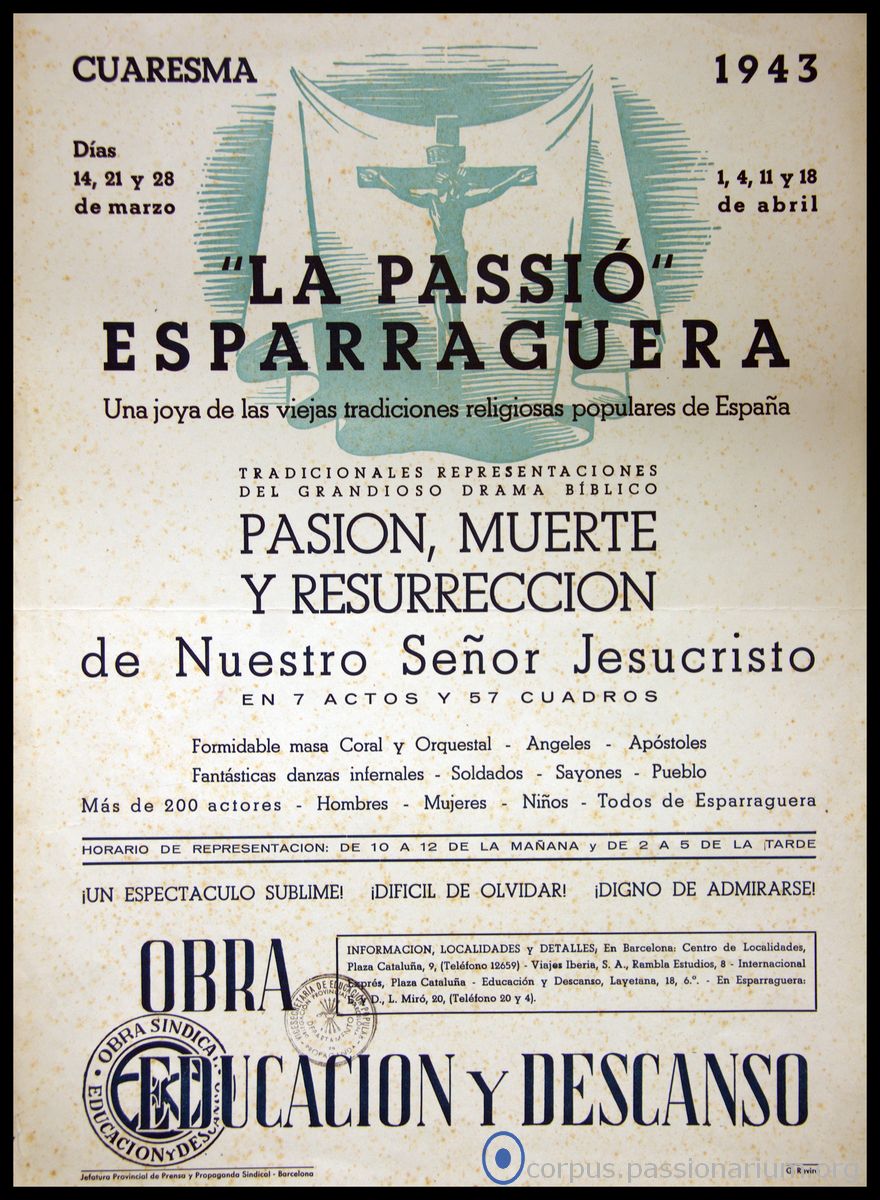 CUARESMA 1943
Días
14, 21 y 28
de marzo
1, 4, 11 y 18
de abril
"LA PASSIÓ"
ESPARRAGUERA
Una joya de las viejas tradiciones religiosas populares de España
TRADICIONALES REPRESENTACIONES
DEL GRANDIOSO DRAMA BÍBLICO
PASION, MUERTE
Y RESURRECCION
de Nuestro Señor Jesucristo
EN 7 ACTOS Y 57 CUADROS
Formidable masa Coral y Orquestal - Angeles - Apóstoles
Fantásticas danzas infernales - Soldados - Sayones - Pueblo
Más de 200 actores - Hombres - Mujeres - Niños - Todos de Esparraguera
HORARIO DE REPRESENTACION: DE 10 A 12 DE LA MAÑANA y DE 2 A 5 DE LA TARDE
¡UN ESPECTACULO SUBLIME! ¡DIFICIL DE OLVIDAR! ¡DIGNO DE ADMIRARSE!
OBRA
INFORMACION, LOCALIDADES y DETALLES, En Barcelona: Centro de Localidades,
Plaza Cataluña, 9, (Teléfono 12659) - Viajes Iberia, S. A., Rambla Estudios, 8 - Internacional
Exprés, Plaza Cataluña - Educación y Descanso, Layetana, 18, 6.º. - En Esparraguera:
D., L. Miró, 20, (Teléfono 20 y 4).
VICESECRETARIA DE EDUCACION POPULAR
DEPARTAMENTO
PROPAGANDA
OBRA SINDICAL
EDUCACION Y DESCANSO
EDUCACION Y DESCANSO
Jefatura Provincial de Prensa y Propaganda Sindical - Barcelona
corpus.passionarium.org